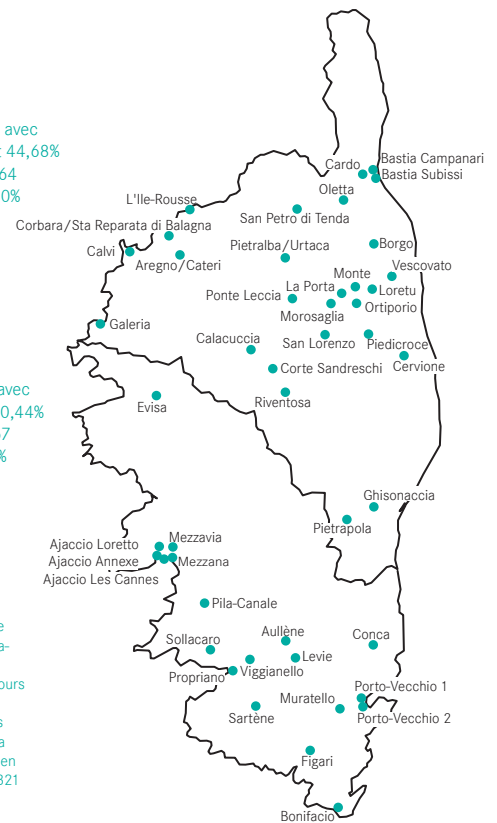 avec
t 44,68%
64
0%
avec
0,44%
67
%
e
a-
ours
s
a
en
821
Cardo
Bastia Campanari
Bastia Subissi
Oletta
L'Ile-Rousse
San Petro di Tenda
Corbara/Sta Reparata di Balagna
Calvi
Aregno/Cateri
Pietralba/Urtaca
Borgo
Vescovato
Monte
La Porta
Loretu
Ponte Leccia
Ortiporio
Morosaglia
Galeria
San Lorenzo
Piedicroce
Calacuccia
Cervione
Corte Sandreschi
Evisa
Riventosa
Ghisonaccia
Pietrapola
Mezzavia
Ajaccio Loretto
Ajaccio Annexe
Mezzana
Ajaccio Les Cannes
Pila-Canale
Aullène
Conca
Sollacaro
Levie
Viggianello
Propriano
Porto-Vecchio 1
Muratello
Sartène
Porto-Vecchio 2
Figari
Bonifacio